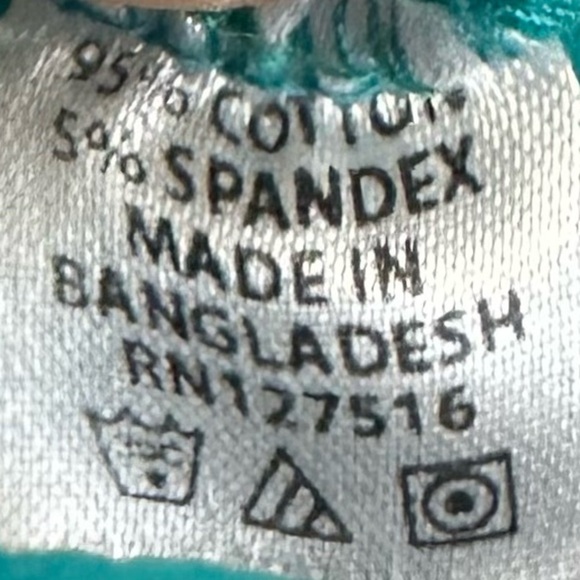 95% COTTON
5% SPANDEX
MADE IN
BANGLADESH
RN127516